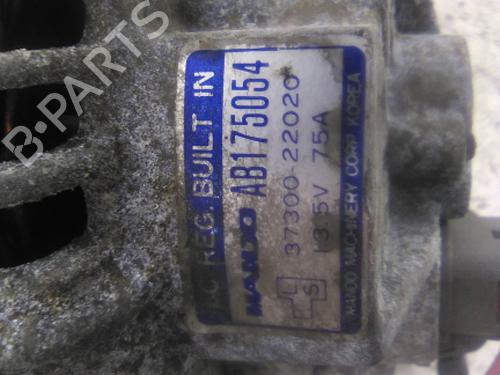 B-PARTS
I.C REG. BUILT IN
MANDO AB175054
37300-22020
13.5V 75A
L
S
MANDO MACHINERY CORP. KOREA